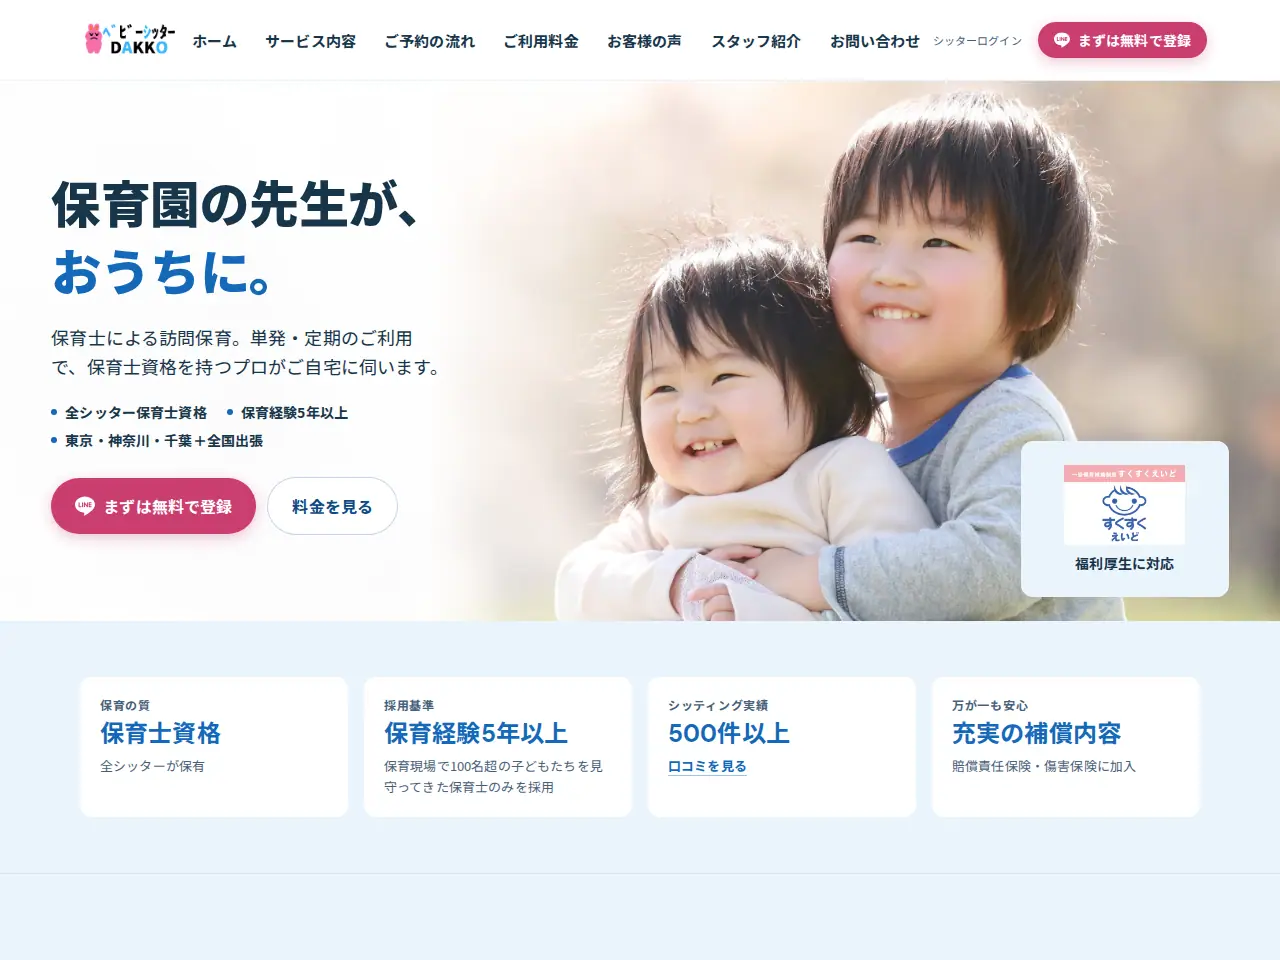 ベビーシッター
DAKKO
ホーム
サービス内容
ご予約の流れ
ご利用料金
お客様の声
スタッフ紹介
お問い合わせ
シッターログイン
LINE
まずは無料で登録
保育園の先生が、
おうちに。
保育士による訪問保育。単発・定期のご利用
で、保育士資格を持つプロがご自宅に伺います。
全シッター保育士資格
保育経験5年以上
東京・神奈川・千葉＋全国出張
LINE
まずは無料で登録
料金を見る
すくすくえいど
すくすく
えいど
福利厚生に対応
保育の質
保育士資格
全シッターが保有
採用基準
保育経験5年以上
保育現場で100名超の子どもたちを見
守ってきた保育士のみを採用
シッティング実績
500件以上
口コミを見る
万が一も安心
充実の補償内容
賠償責任保険・傷害保険に加入